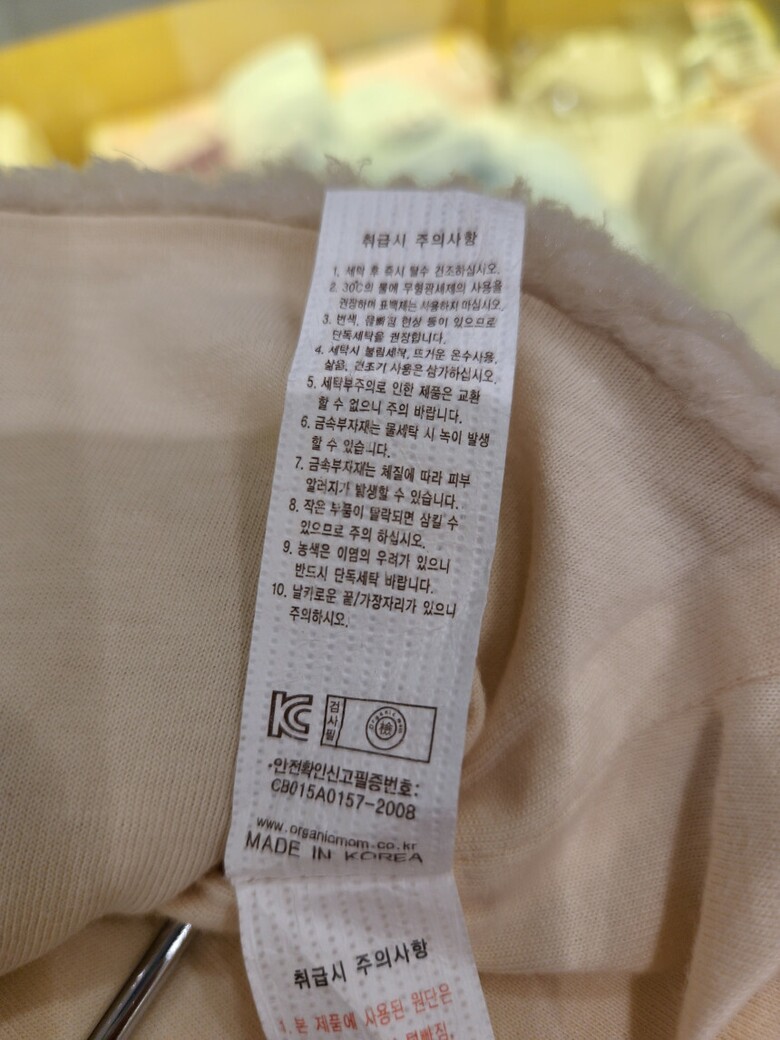 취급시 주의사항
1. 세탁 후 즉시 탈수 건조하십시오.
2. 30℃의 물에 무형광세제의 사용을
권장하며 표백제는 사용하지 마십시오.
3. 변색, 물빠짐 현상 등이 있으므로
단독세탁을 권장합니다.
4. 세탁시 불림세탁, 뜨거운 온수사용,
삶음, 건조기 사용은 삼가하십시오.
5. 세탁부주의로 인한 제품은 교환
할 수 없으니 주의 바랍니다.
6. 금속부자재는 물세탁 시 녹이 발생
할 수 있습니다.
7. 금속부자재는 체질에 따라 피부
알러지가 발생할 수 있습니다.
8. 작은 부품이 탈락되면 삼킬 수
있으므로 주의 하십시오.
9. 농색은 이염의 우려가 있으니
반드시 단독세탁 바랍니다.
10. 날카로운 끝/가장자리가 있으니
주의하시오.
KC 검사필 ORGANIC MOM 檢
·안전확인신고필증번호:
CB015A0157-2008
www.organicmom.co.kr
MADE IN KOREA
취급시 주의사항
1. 본 제품에 사용된 원단은